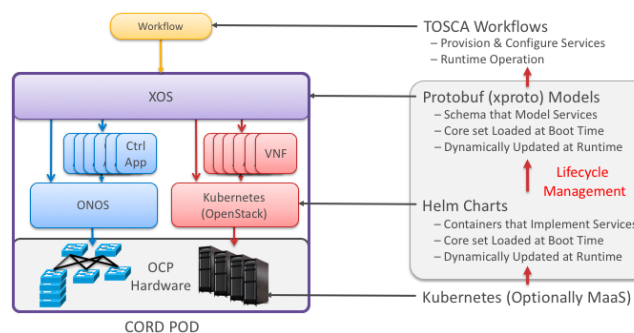 Workflow
XOS
Ctrl
App
VNF
ONOS
Kubernetes
(OpenStack)
OCP
Hardware
CORD POD
TOSCA Workflows
– Provision & Configure Services
– Runtime Operation
Protobuf (xproto) Models
– Schema that Model Services
– Core set Loaded at Boot Time
– Dynamically Updated at Runtime
Lifecycle
Management
Helm Charts
– Containers that Implement Services
– Core set Loaded at Boot Time
– Dynamically Updated at Runtime
Kubernetes (Optionally MaaS)